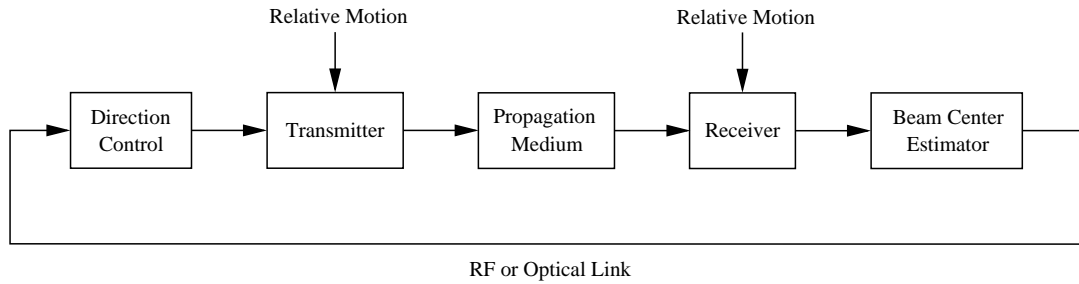 Relative Motion
Relative Motion
Direction
Control
Transmitter
Propagation
Medium
Receiver
Beam Center
Estimator
RF or Optical Link